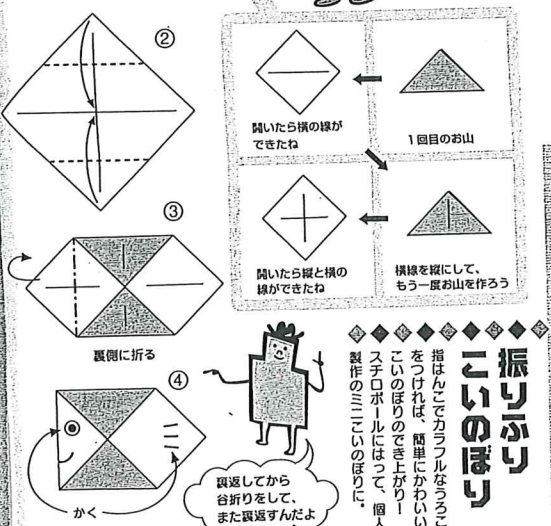 振りふり
こいのぼり
指はんこでカラフルなうろこ
をつければ、簡単にかわいい
こいのぼりのでき上がり!
スチロポールにはって、個人
製作のミニこいのぼりに。
1回目のお山
開いたら横の線が
できたね
横線を縦にして、
もう一度お山を作ろう
開いたら縦と横の
線ができたね
②
③
裏側に折る
④
かく
裏返してから
谷折りをして、
また裏返すんだよ